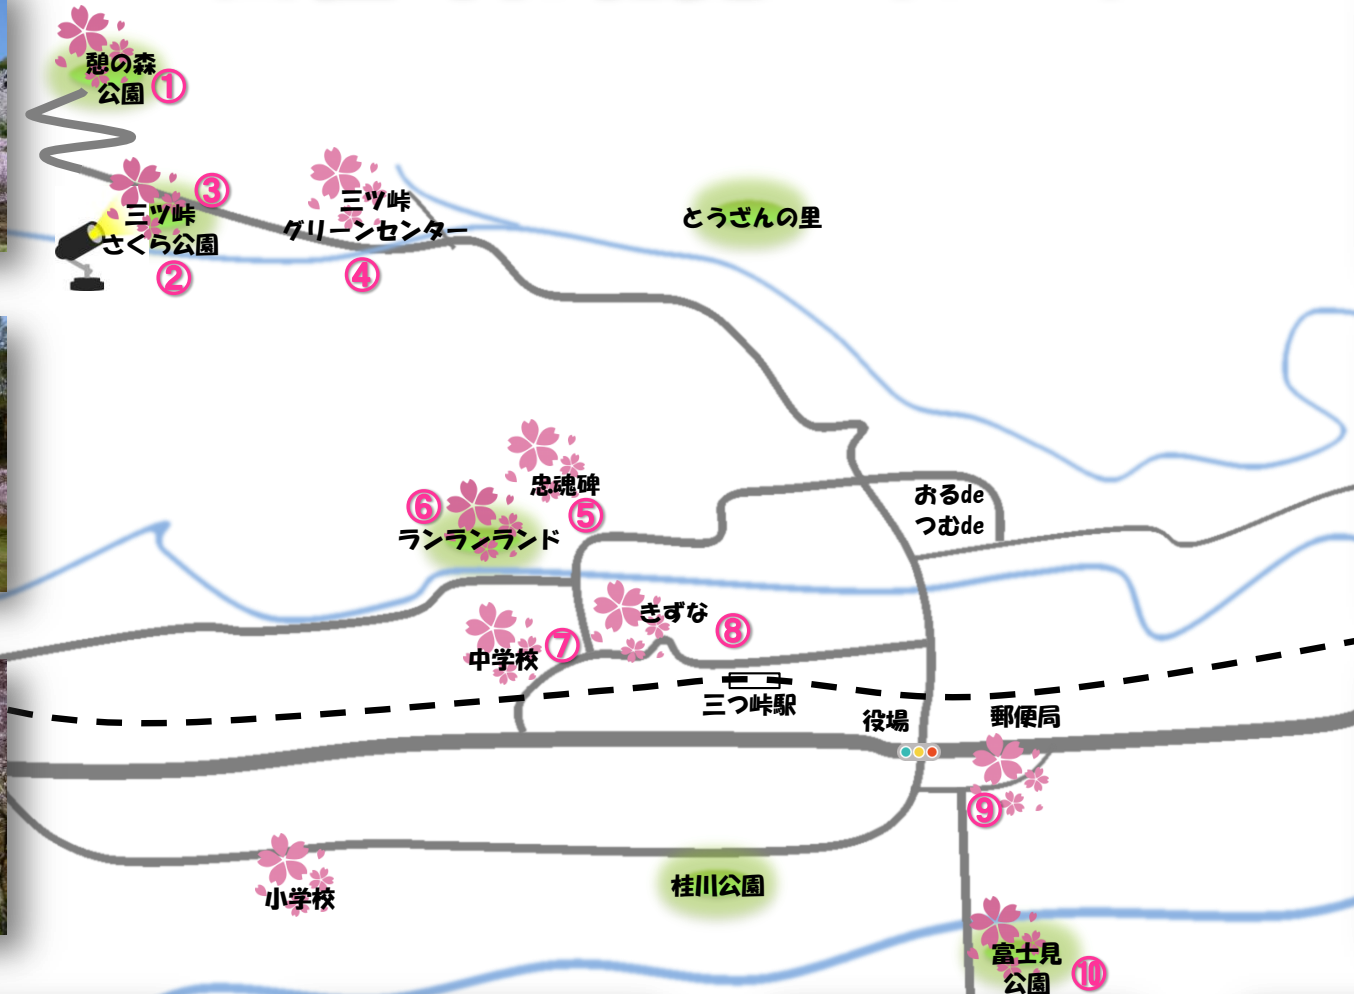 憩の森
公園
①
③
三ツ峠
さくら公園
②
三ツ峠
グリーンセンター
④
とうざんの里
忠魂碑
⑤
⑥
ランランランド
おるde
つむde
きずな
⑧
中学校
⑦
三つ峠駅
役場
郵便局
⑨
小学校
桂川公園
富士見
公園
⑩